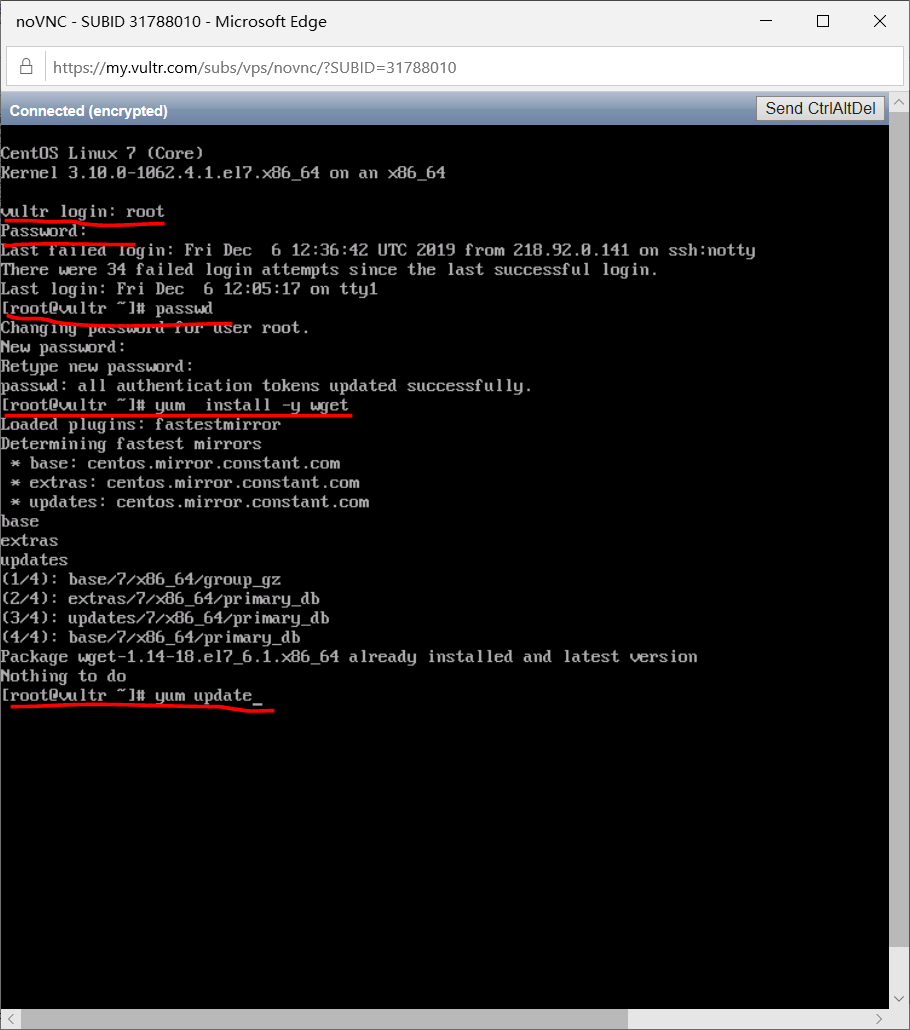 noVNC - SUBID 31788010 - Microsoft Edge
https://my.vultr.com/subs/vps/novnc/?SUBID=31788010
Connected (encrypted)
Send CtrlAltDel
CentOS Linux 7 (Core)
Kernel 3.10.0-1062.4.1.el7.x86_64 on an x86_64
vultr login: root
Password:
Last failed login: Fri Dec  6 12:36:42 UTC 2019 from 218.92.0.141 on ssh:notty
There were 34 failed login attempts since the last successful login.
Last login: Fri Dec  6 12:05:17 on tty1
[root@vultr ~]# passwd
Changing password for user root.
New password:
Retype new password:
passwd: all authentication tokens updated successfully.
[root@vultr ~]# yum  install -y wget
Loaded plugins: fastestmirror
Determining fastest mirrors
 * base: centos.mirror.constant.com
 * extras: centos.mirror.constant.com
 * updates: centos.mirror.constant.com
base
extras
updates
(1/4): base/7/x86_64/group_gz
(2/4): extras/7/x86_64/primary_db
(3/4): updates/7/x86_64/primary_db
(4/4): base/7/x86_64/primary_db
Package wget-1.14-18.el7_6.1.x86_64 already installed and latest version
Nothing to do
[root@vultr ~]# yum update_